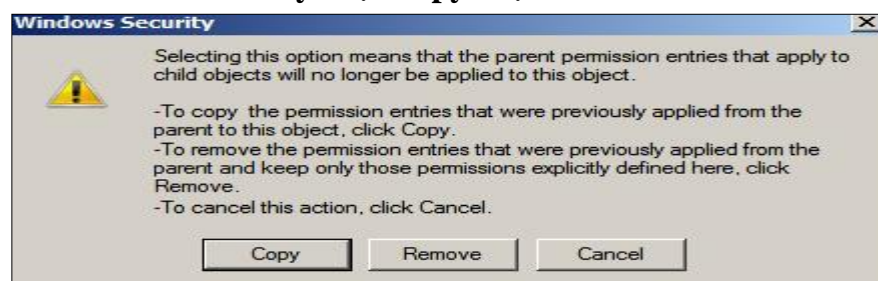 Windows Security
Selecting this option means that the parent permission entries that apply to
child objects will no longer be applied to this object.
-To copy the permission entries that were previously applied from the
parent to this object, click Copy.
-To remove the permission entries that were previously applied from the
parent and keep only those permissions explicitly defined here, click
Remove.
-To cancel this action, click Cancel.
Copy Remove Cancel